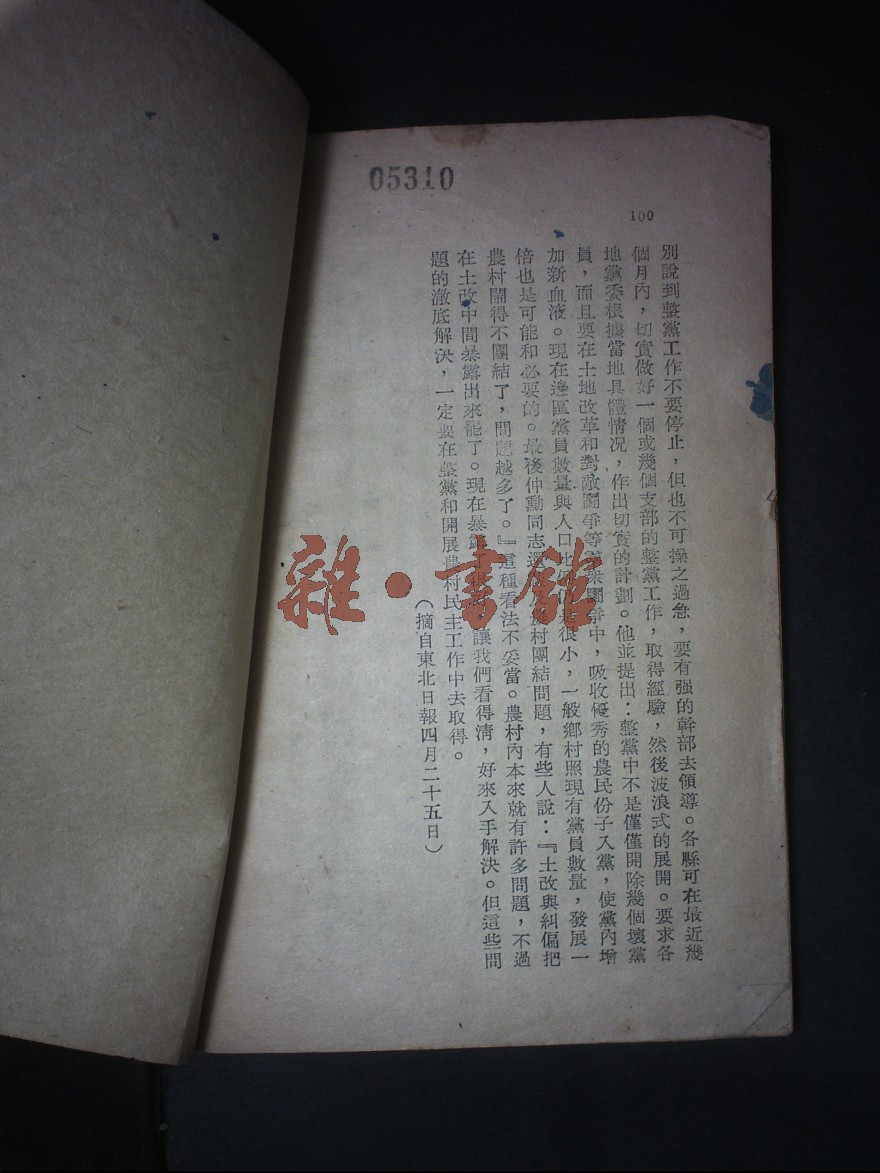 05310
100
別說到整黨工作不要停止，但也不可操之過急，要有强的幹部去領導。各縣可在最近幾
個月內，切實做好一個或幾個支部的整黨工作，取得經驗，然後波浪式的展開。要求各
地黨委根據當地具體情况，作出切實的計劃。他並提出：整黨中不是僅僅開除幾個壞黨
員，而且要在土地改革和對敵鬭爭等羣衆鬭爭中，吸收優秀的農民份子入黨，使黨內增
加新血液。現在邊區黨員數量與人口比例是很小，一般鄉村照現有黨員數量，發展一
倍也是可能和必要的。最後仲勳同志還農村團結問題，有些人說：『土改與糾偏把
農村鬧得不團結了，問題越多了。』這種看法不妥當。農村內本來就有許多問題，不過
在土改中間暴露出來罷了。現在暴露讓我們看得清，好來入手解決。但這些問
題的澈底解決，一定要在整黨和開展農村民主工作中去取得。
（摘自東北日報四月二十五日）
雜·書館